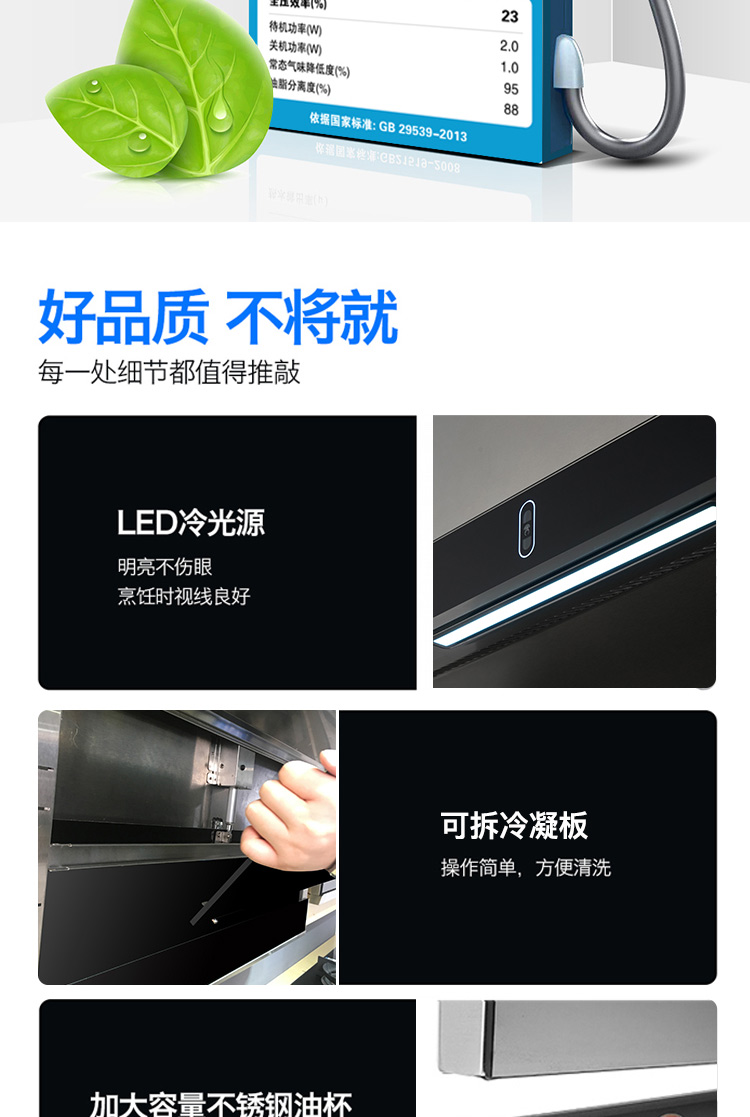 全压效率(%)
23
待机功率(W)
2.0
关机功率(W)
1.0
常态气味降低度(%)
95
油脂分离度(%)
88
依据国家标准: GB 29539-2013
好品质 不将就
每一处细节都值得推敲
LED冷光源
明亮不伤眼
烹饪时视线良好
可拆冷凝板
操作简单，方便清洗
加大容量不锈钢油杯